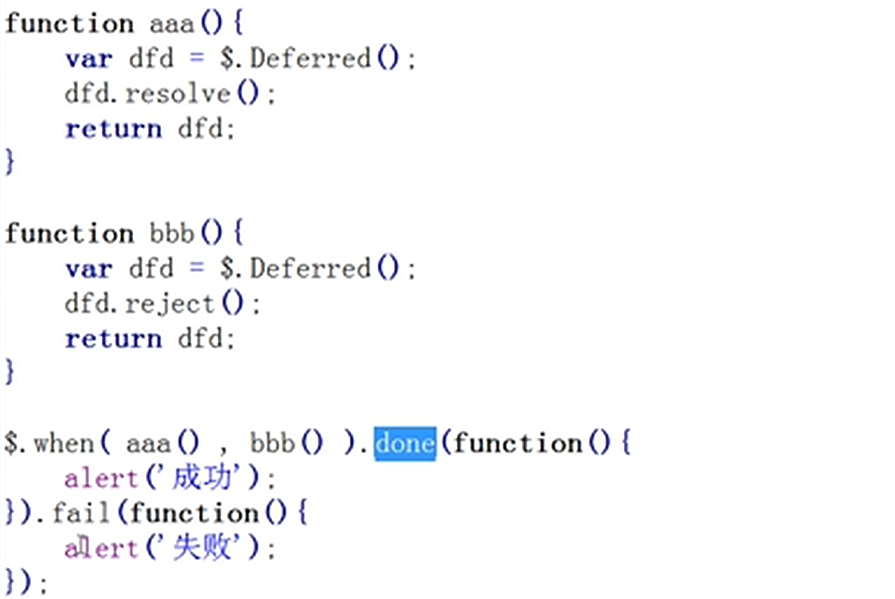 function aaa(){
var dfd = $.Deferred();
dfd.resolve();
return dfd;
}
function bbb(){
var dfd = $.Deferred();
dfd.reject();
return dfd;
}
$.when( aaa() , bbb() ).done(function(){
alert('成功');
}).fail(function(){
alert('失败');
});